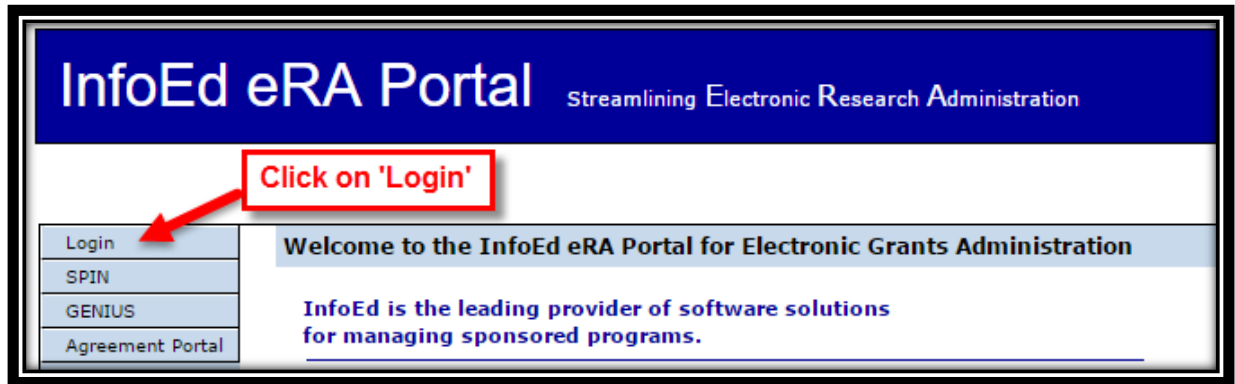 InfoEd eRA Portal Streamlining Electronic Research Administration
Click on 'Login'
Login
SPIN
GENIUS
Agreement Portal
Welcome to the InfoEd eRA Portal for Electronic Grants Administration
InfoEd is the leading provider of software solutions
for managing sponsored programs.